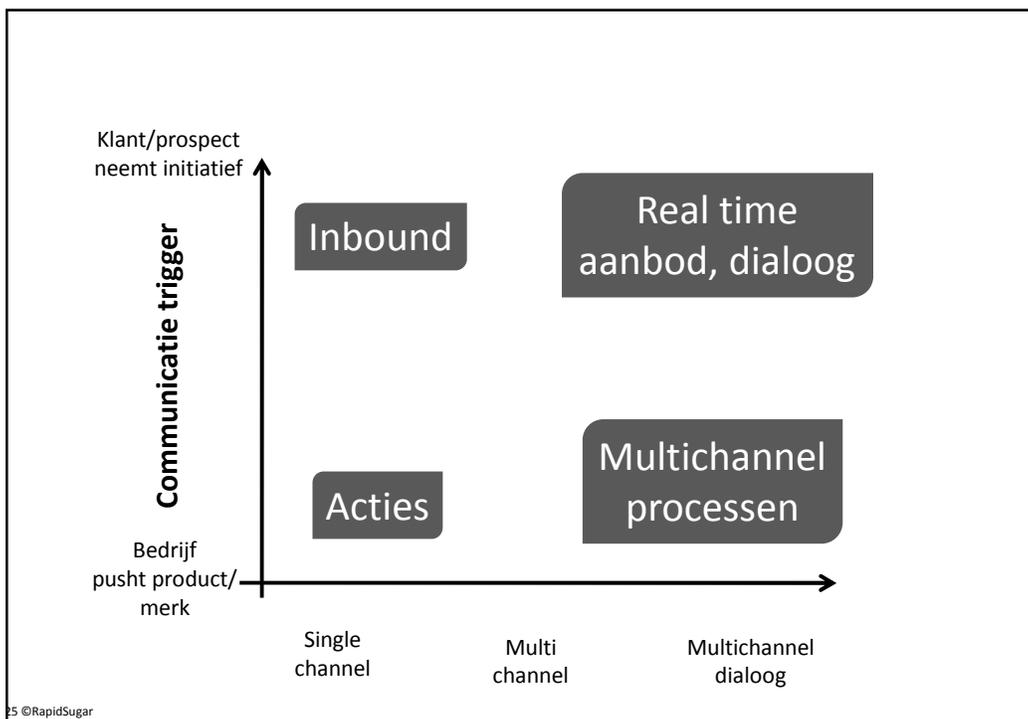 Klant/prospect
neemt initiatief
Communicatie trigger
Inbound
Real time
aanbod, dialoog
Acties
Multichannel
processen
Bedrijf
pusht product/
merk
Single
channel
Multi
channel
Multichannel
dialoog
25 ©RapidSugar